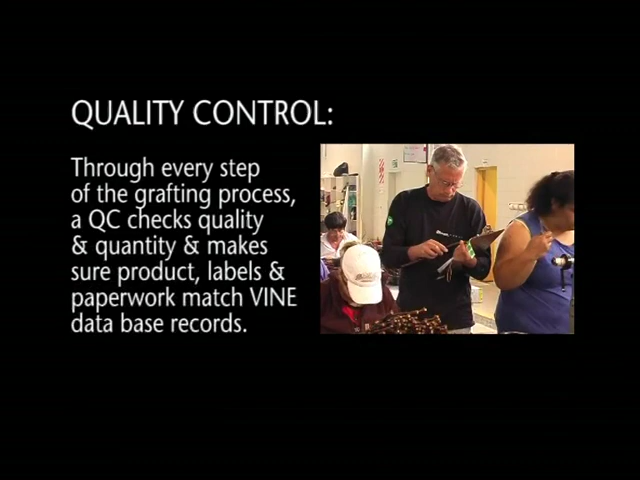 QUALITY CONTROL:
Through every step
of the grafting process,
a QC checks quality
& quantity & makes
sure product, labels &
paperwork match VINE
data base records.